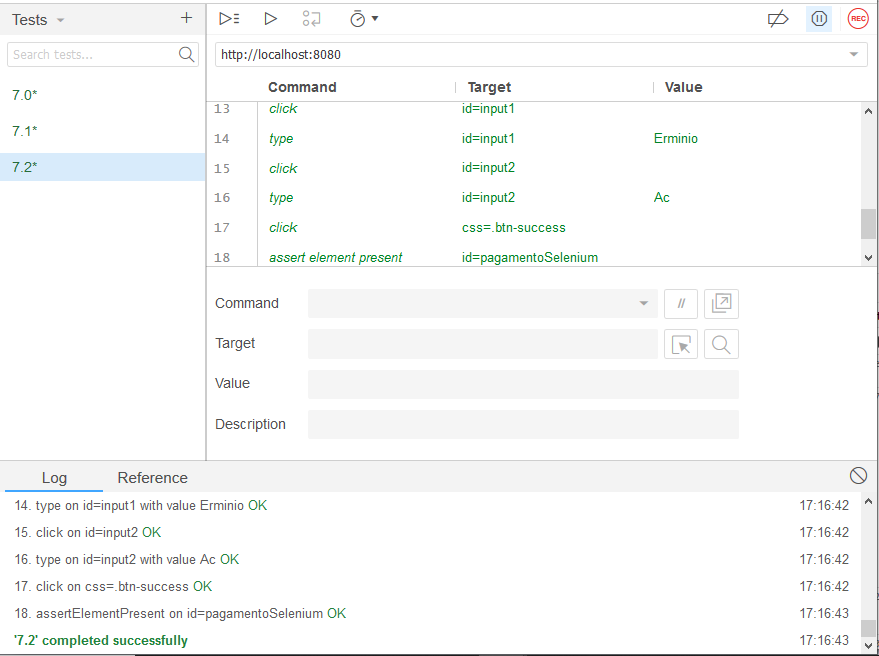 Tests
REC
Search tests...
http://localhost:8080
Command Target Value
7.0*
7.1*
7.2*
13 click id=input1
14 type id=input1 Erminio
15 click id=input2
16 type id=input2 Ac
17 click css=.btn-success
18 assert element present id=pagamentoSelenium
Command //
Target
Value
Description
Log Reference
14. type on id=input1 with value Erminio OK 17:16:42
15. click on id=input2 OK 17:16:42
16. type on id=input2 with value Ac OK 17:16:42
17. click on css=.btn-success OK 17:16:42
18. assertElementPresent on id=pagamentoSelenium OK 17:16:43
'7.2' completed successfully 17:16:43